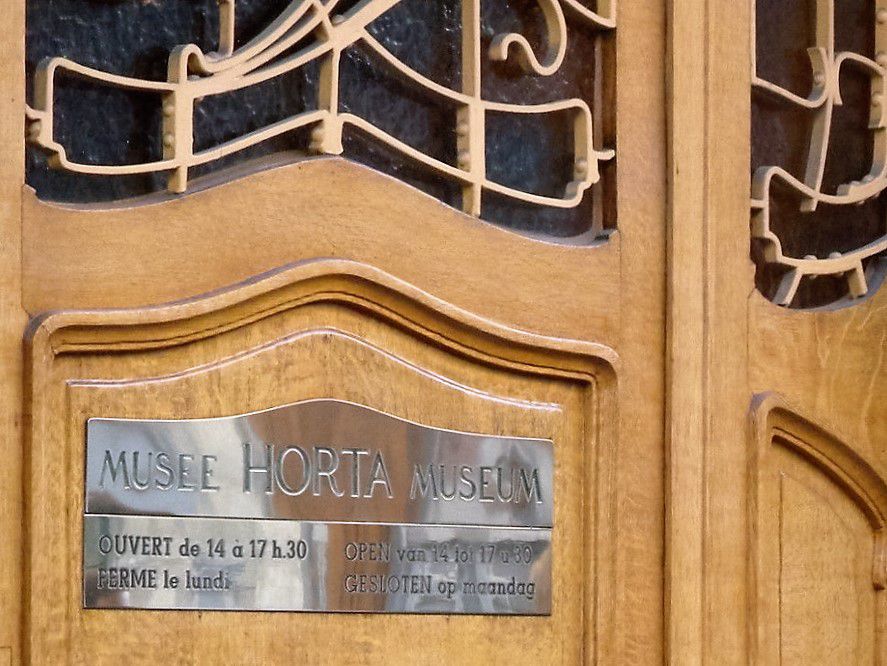 MUSEE HORTA MUSEUM
OUVERT de 14 à 17 h.30
FERME le lundi
OPEN van 14 tot 17 u 30
GESLOTEN op maandag